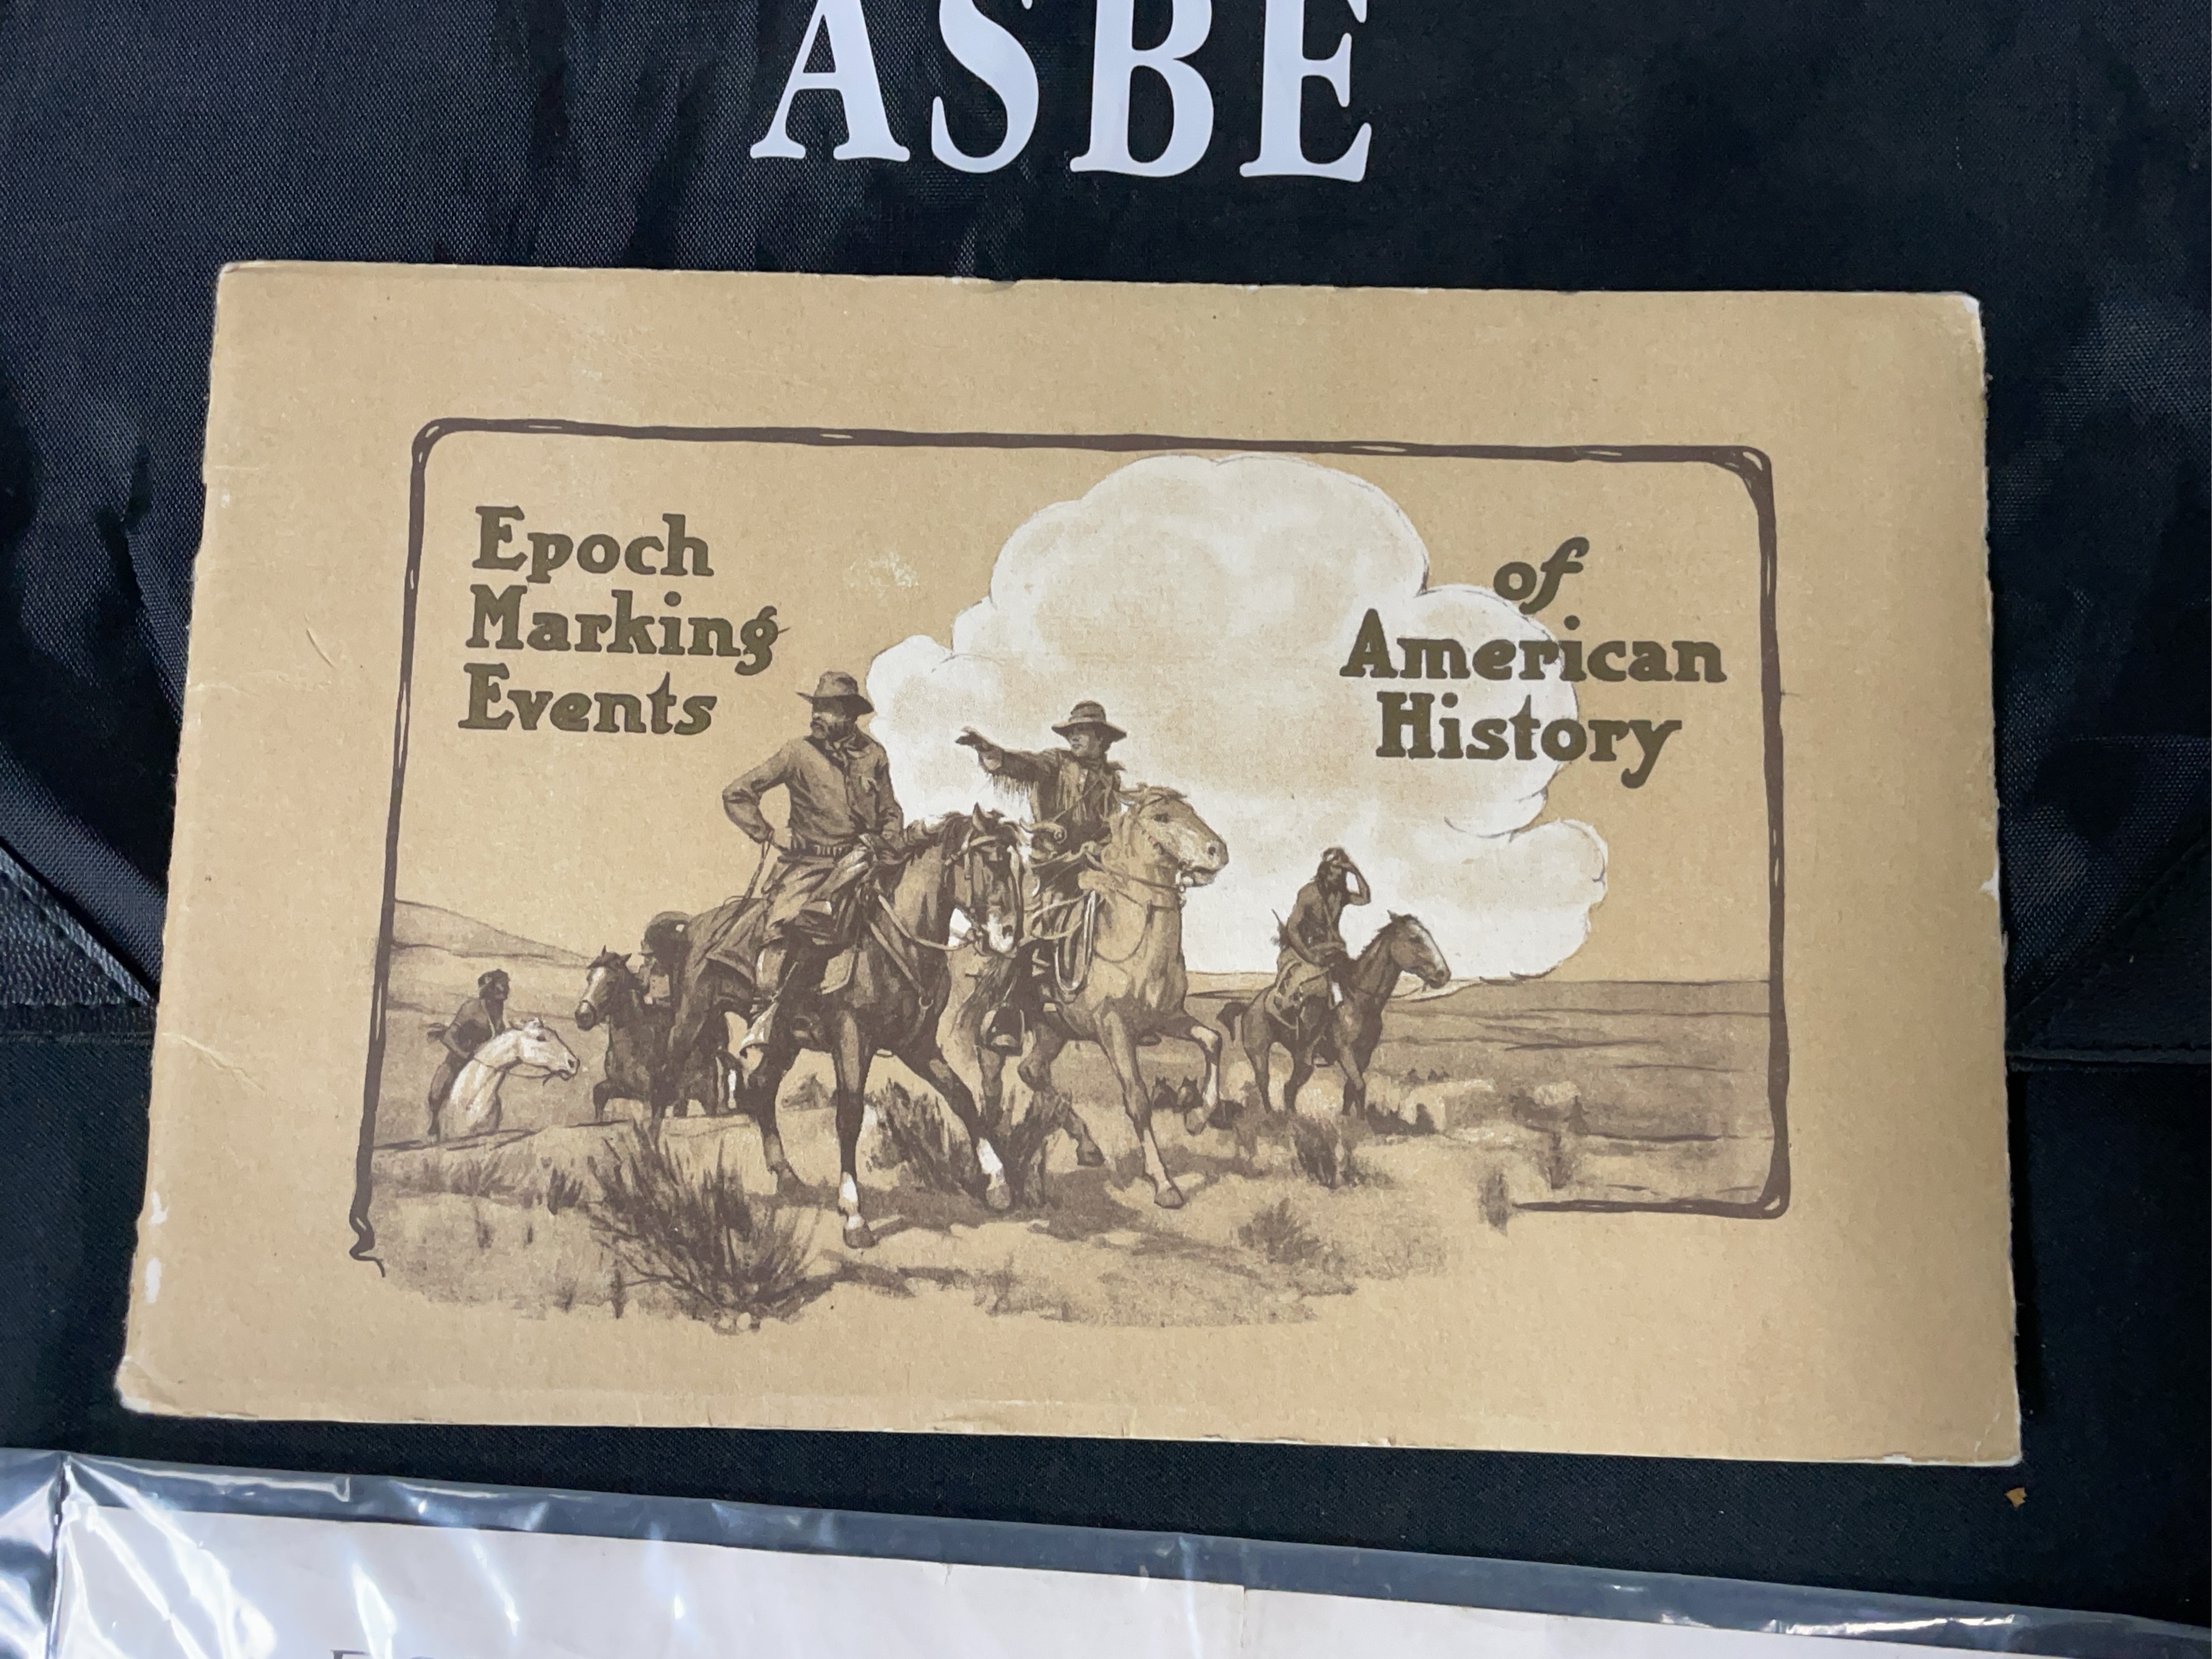 ASBE
Epoch
Marking
Events
of
American
History